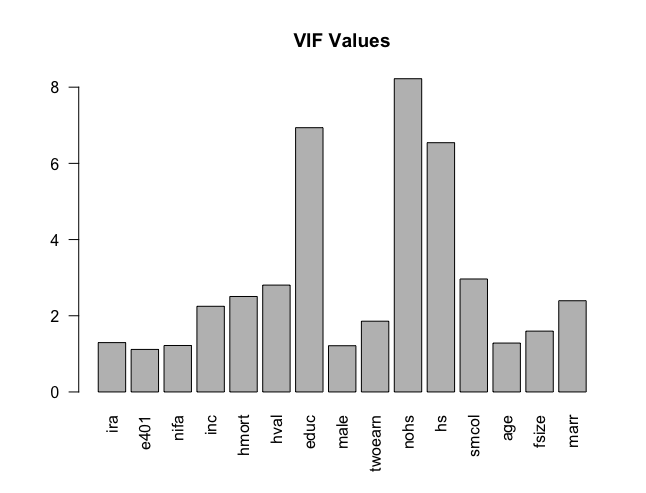 VIF Values
8
6
4
2
0
ira
e401
nifa
inc
hmort
hval
educ
male
twoearn
nohs
hs
smcol
age
fsize
marr